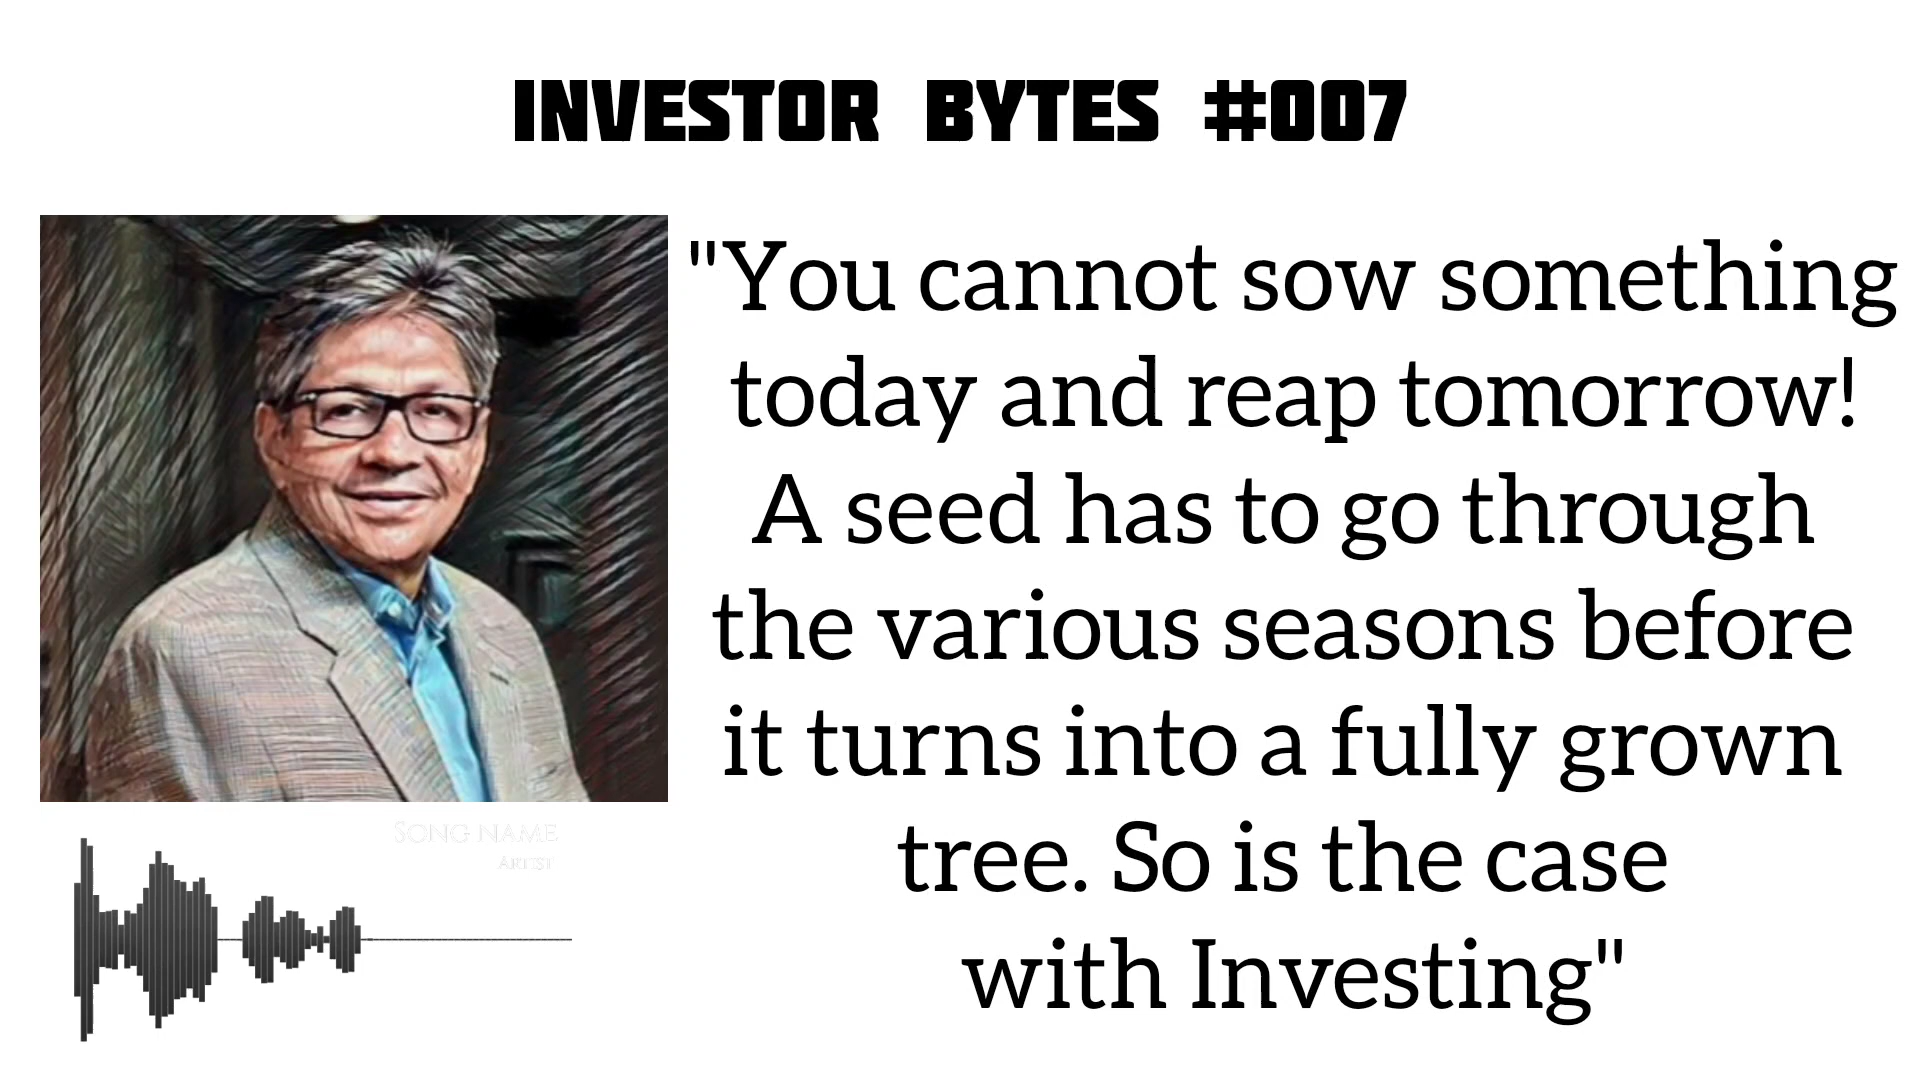 INVESTOR BYTES #007
"You cannot sow something
today and reap tomorrow!
A seed has to go through
the various seasons before
it turns into a fully grown
tree. So is the case
with Investing"
Song name
Artist